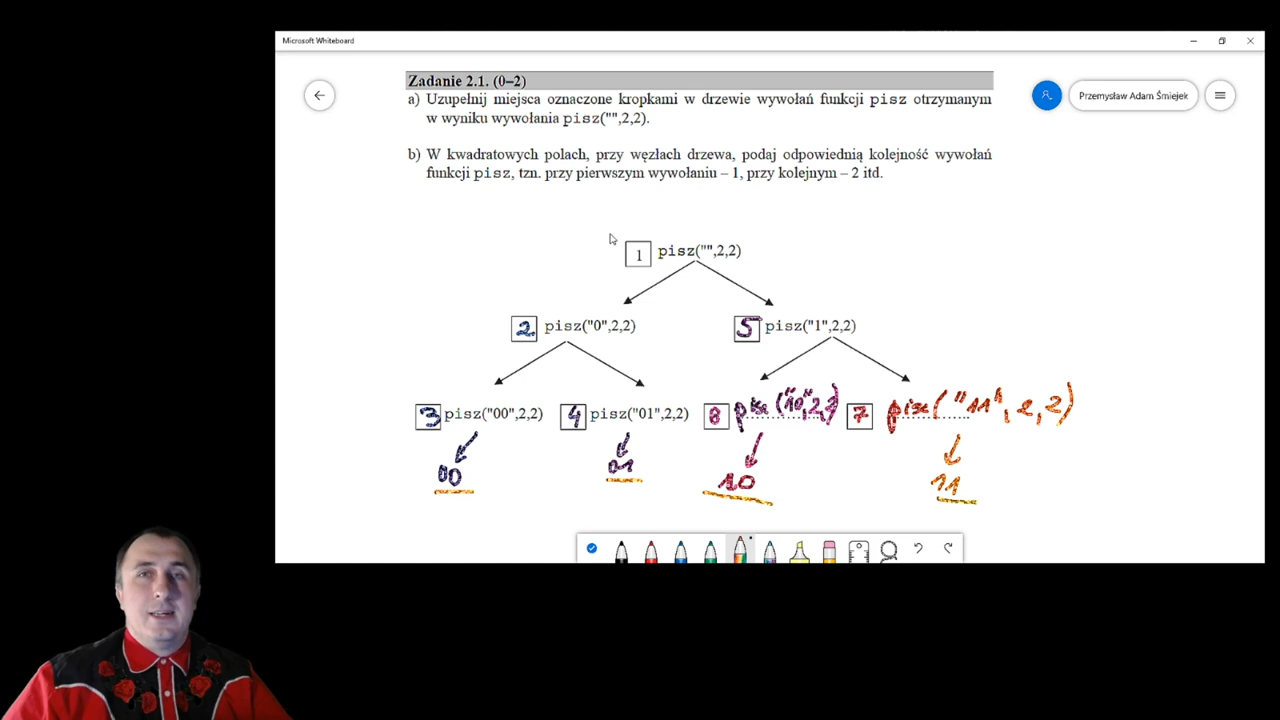 Microsoft Whiteboard
Przemysław Adam Śmiejek
Zadanie 2.1. (0–2)
a) Uzupełnij miejsca oznaczone kropkami w drzewie wywołań funkcji pisz otrzymanym
w wyniku wywołania pisz("",2,2).
b) W kwadratowych polach, przy węzłach drzewa, podaj odpowiednią kolejność wywołań
funkcji pisz, tzn. przy pierwszym wywołaniu – 1, przy kolejnym – 2 itd.
1 pisz("",2,2)
2 pisz("0",2,2) 5 pisz("1",2,2)
3 pisz("00",2,2) 4 pisz("01",2,2) 8 ("10",2,2) 7 pisz("11",2,2)
00 01 10 11